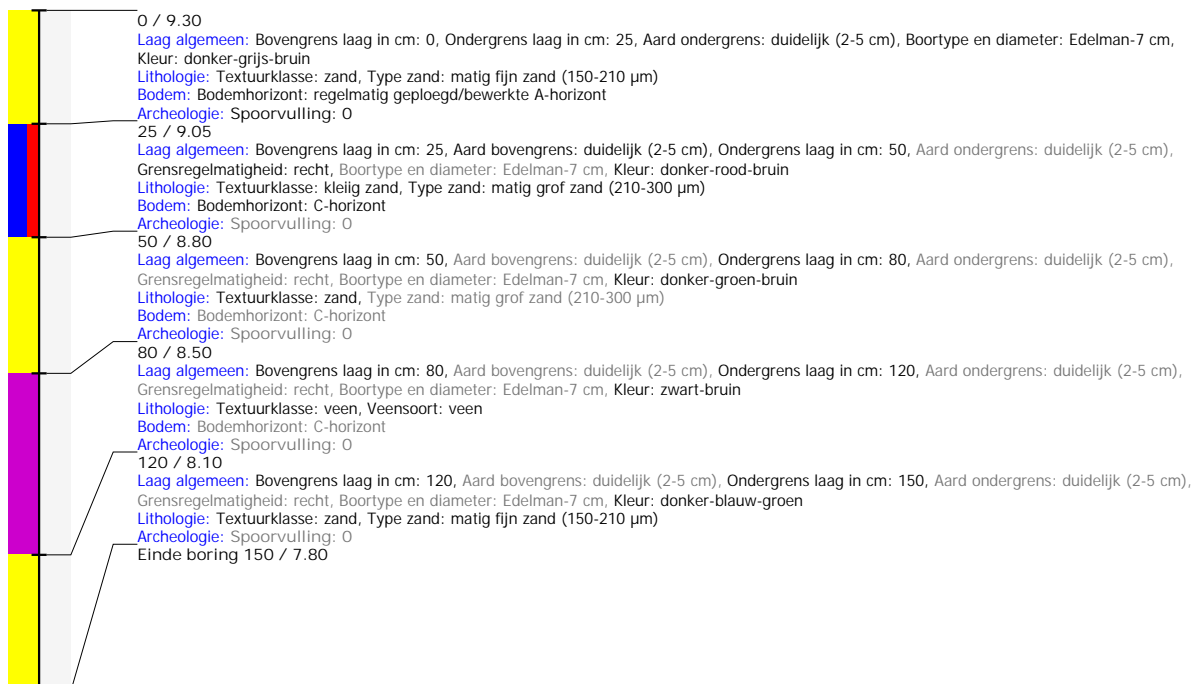 0 / 9.30
Laag algemeen: Bovengrens laag in cm: 0, Ondergrens laag in cm: 25, Aard ondergrens: duidelijk (2-5 cm), Boortype en diameter: Edelman-7 cm,
Kleur: donker-grijs-bruin
Lithologie: Textuurklasse: zand, Type zand: matig fijn zand (150-210 µm)
Bodem: Bodemhorizont: regelmatig geploegd/bewerkte A-horizont
Archeologie: Spoorvulling: 0
25 / 9.05
Laag algemeen: Bovengrens laag in cm: 25, Aard bovengrens: duidelijk (2-5 cm), Ondergrens laag in cm: 50, Aard ondergrens: duidelijk (2-5 cm),
Grensregelmatigheid: recht, Boortype en diameter: Edelman-7 cm, Kleur: donker-rood-bruin
Lithologie: Textuurklasse: kleiig zand, Type zand: matig grof zand (210-300 µm)
Bodem: Bodemhorizont: C-horizont
Archeologie: Spoorvulling: 0
50 / 8.80
Laag algemeen: Bovengrens laag in cm: 50, Aard bovengrens: duidelijk (2-5 cm), Ondergrens laag in cm: 80, Aard ondergrens: duidelijk (2-5 cm),
Grensregelmatigheid: recht, Boortype en diameter: Edelman-7 cm, Kleur: donker-groen-bruin
Lithologie: Textuurklasse: zand, Type zand: matig grof zand (210-300 µm)
Bodem: Bodemhorizont: C-horizont
Archeologie: Spoorvulling: 0
80 / 8.50
Laag algemeen: Bovengrens laag in cm: 80, Aard bovengrens: duidelijk (2-5 cm), Ondergrens laag in cm: 120, Aard ondergrens: duidelijk (2-5 cm),
Grensregelmatigheid: recht, Boortype en diameter: Edelman-7 cm, Kleur: zwart-bruin
Lithologie: Textuurklasse: veen, Veensoort: veen
Bodem: Bodemhorizont: C-horizont
Archeologie: Spoorvulling: 0
120 / 8.10
Laag algemeen: Bovengrens laag in cm: 120, Aard bovengrens: duidelijk (2-5 cm), Ondergrens laag in cm: 150, Aard ondergrens: duidelijk (2-5 cm),
Grensregelmatigheid: recht, Boortype en diameter: Edelman-7 cm, Kleur: donker-blauw-groen
Lithologie: Textuurklasse: zand, Type zand: matig fijn zand (150-210 µm)
Archeologie: Spoorvulling: 0
Einde boring 150 / 7.80